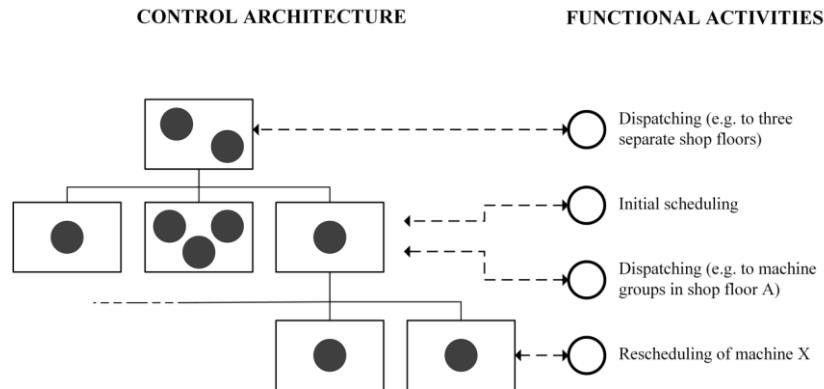 CONTROL ARCHITECTURE
FUNCTIONAL ACTIVITIES
Dispatching (e.g. to three
separate shop floors)
Initial scheduling
Dispatching (e.g. to machine
groups in shop floor A)
Rescheduling of machine X